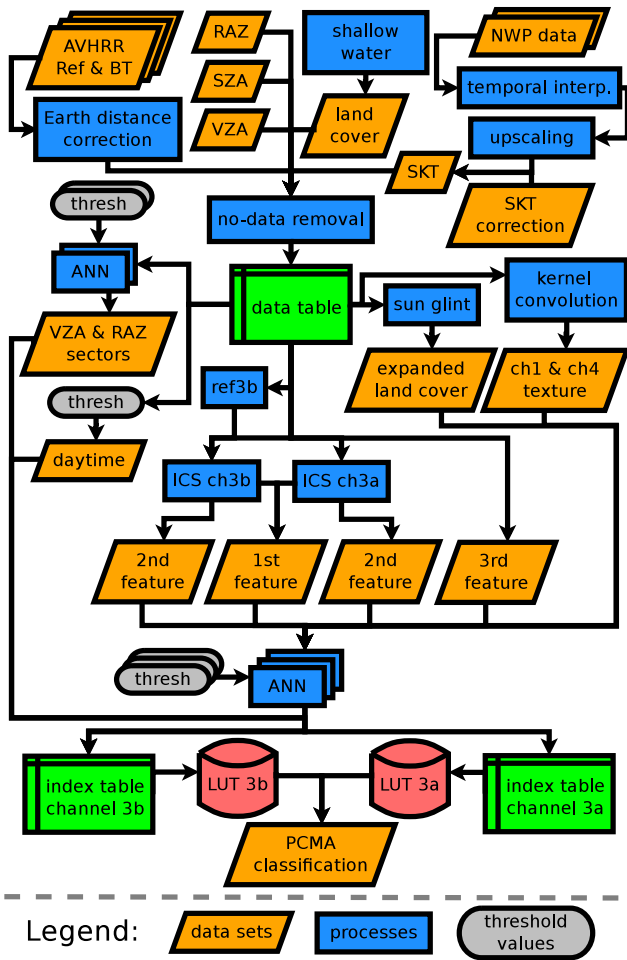 AVHRR
Ref & BT
RAZ
shallow
water
NWP data
SZA
temporal interp.
Earth distance
correction
VZA
land
cover
upscaling
SKT
thresh
no-data removal
SKT
correction
ANN
data table
sun glint
kernel
convolution
VZA & RAZ
sectors
ref3b
expanded
land cover
ch1 & ch4
texture
thresh
daytime
ICS ch3b
ICS ch3a
2nd
feature
1st
feature
2nd
feature
3rd
feature
thresh
ANN
index table
channel 3b
LUT 3b
LUT 3a
index table
channel 3a
PCMA
classification
Legend:
data sets
processes
threshold
values